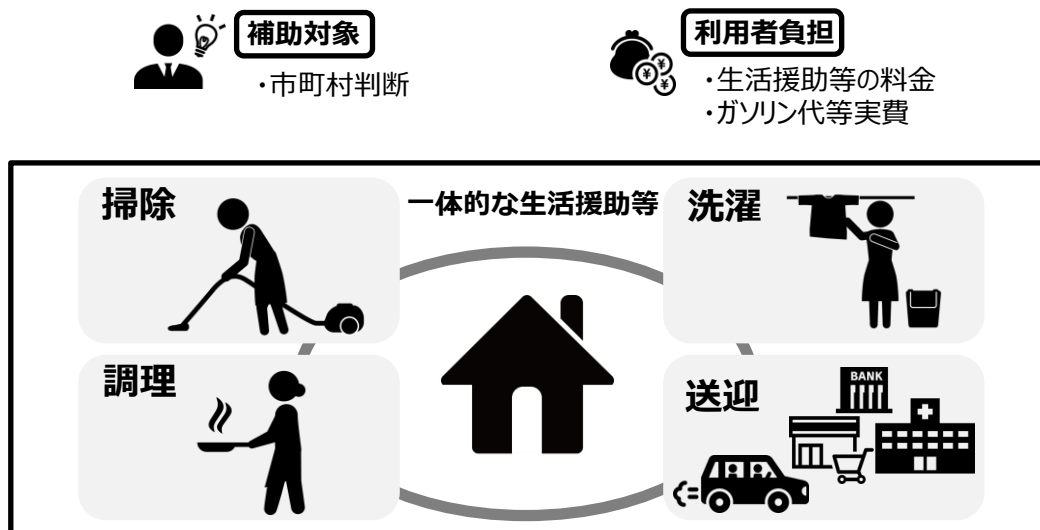 補助対象
・市町村判断
利用者負担
・生活援助等の料金
・ガソリン代等実費
掃除
一体的な生活援助等
洗濯
調理
送迎
BANK
¥
¥
¥